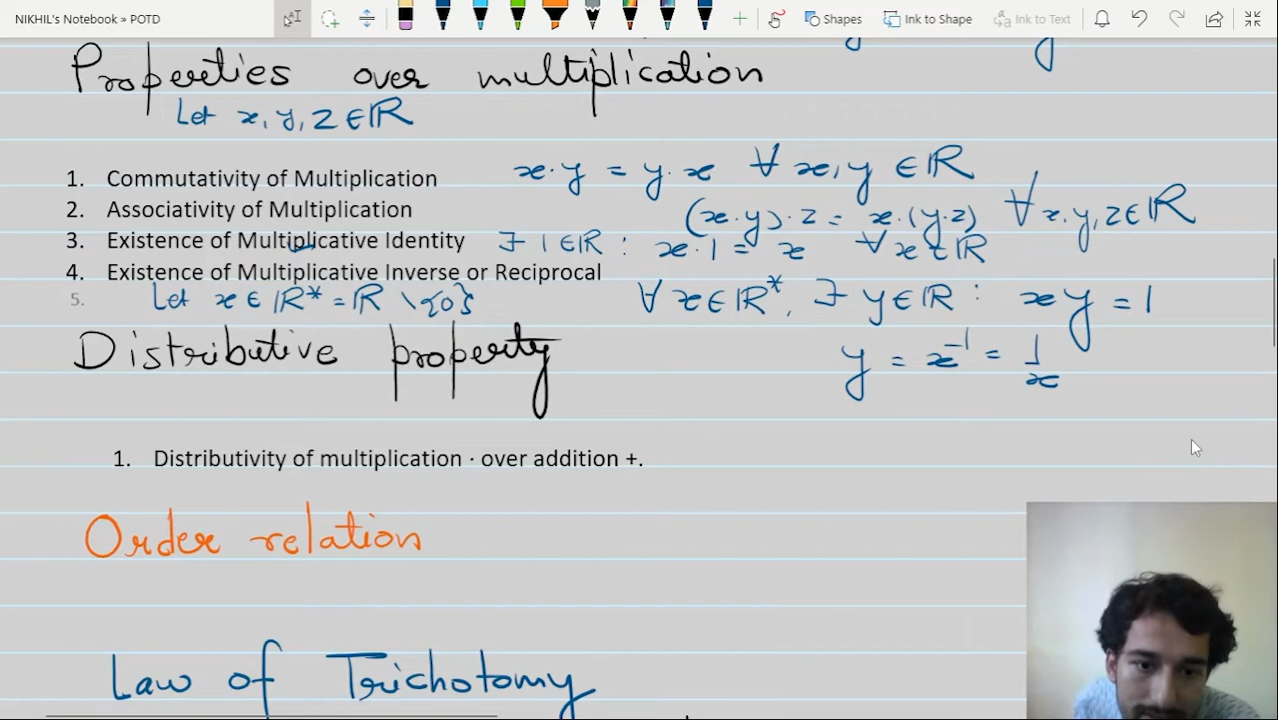 NIKHIL's Notebook » POTD
Shapes Ink to Shape Ink to Text
Properties over multiplication
Let x, y, z ∈ ℝ
1. Commutativity of Multiplication x·y = y·x ∀ x, y ∈ ℝ
2. Associativity of Multiplication (x·y)·z = x·(y·z) ∀ x, y, z ∈ ℝ
3. Existence of Multiplicative Identity ∃ 1 ∈ ℝ : x·1 = x ∀ x ∈ ℝ
4. Existence of Multiplicative Inverse or Reciprocal
5. Let x ∈ ℝ* = ℝ \ {0} ∀ x ∈ ℝ*, ∃ y ∈ ℝ : x y = 1
Distributive property y = x⁻¹ = 1/x
1. Distributivity of multiplication · over addition +.
Order relation
Law of Trichotomy